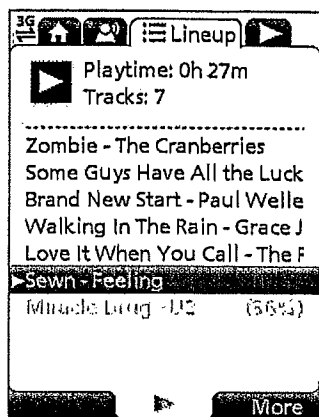 3G
Lineup
Playtime: 0h 27m
Tracks: 7
Zombie - The Cranberries
Some Guys Have All the Luck
Brand New Start - Paul Welle
Walking In The Rain - Grace J
Love It When You Call - The F
Sewn - Feeling
Miracle Drug - U2 (66%)
More